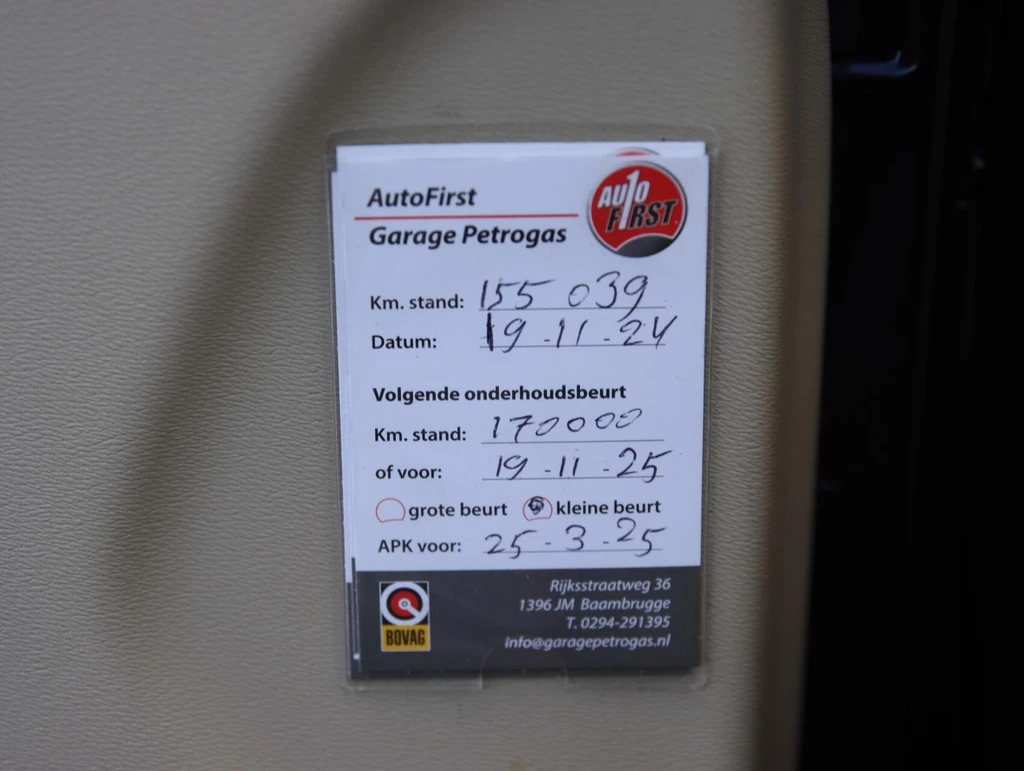 AutoFirst
Garage Petrogas
AUTO
FIRST
Km. stand: 155 039
Datum: 19-11-24
Volgende onderhoudsbeurt
Km. stand: 170000
of voor: 19-11-25
grote beurt kleine beurt
APK voor: 25-3-25
BOVAG
Rijksstraatweg 36
1396 JM Baambrugge
T. 0294-291395
info@garagepetrogas.nl